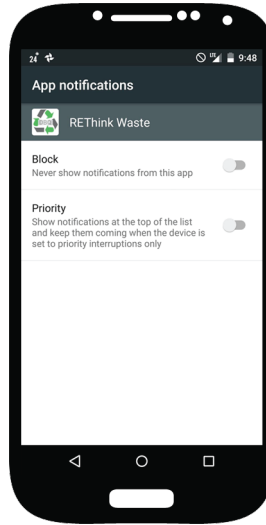 24° 9:48
App notifications
REThink Waste
Block
Never show notifications from this app
Priority
Show notifications at the top of the list
and keep them coming when the device is
set to priority interruptions only